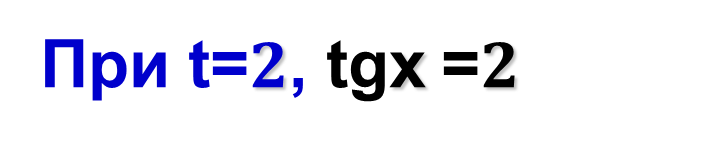 При t=2, tgx =2